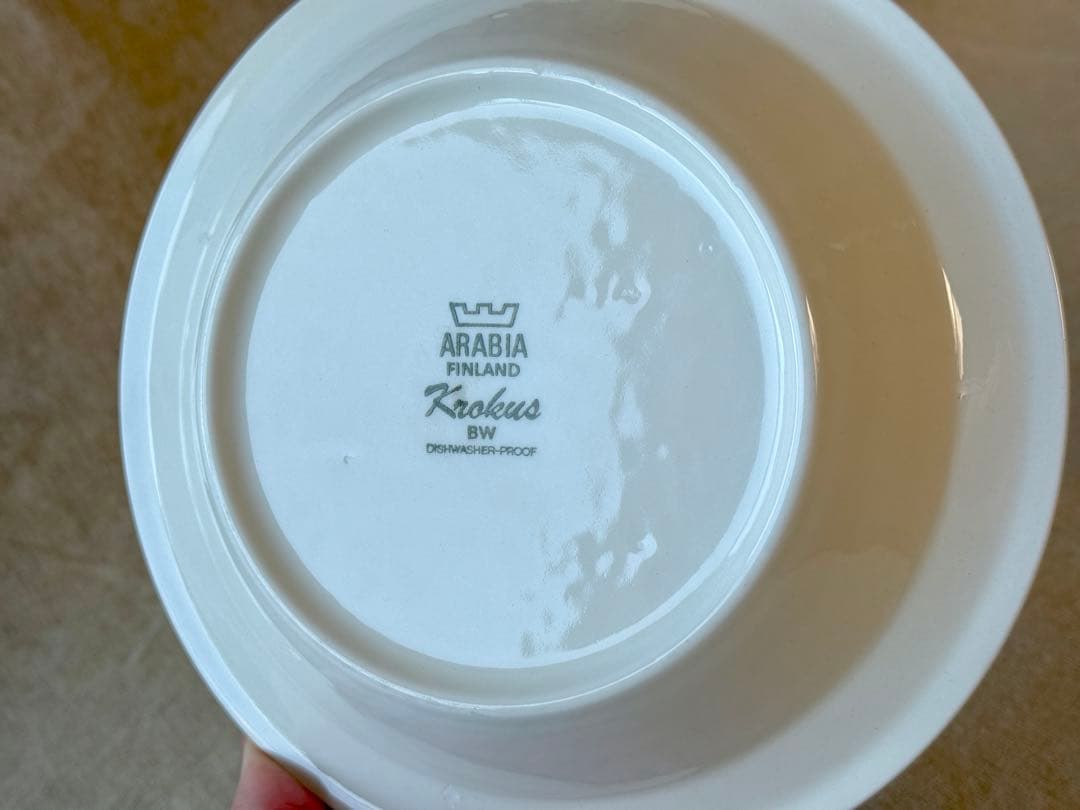 ARABIA
FINLAND
Krokus
BW
DISHWASHER-PROOF